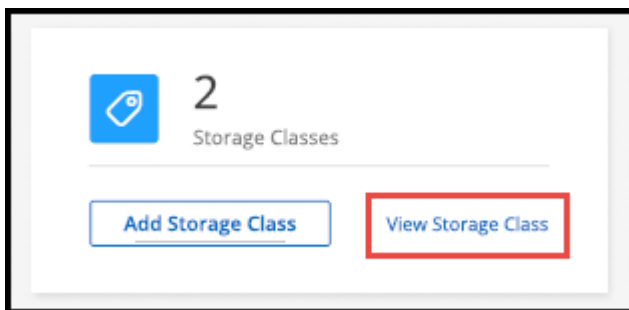 2
Storage Classes
Add Storage Class
View Storage Class